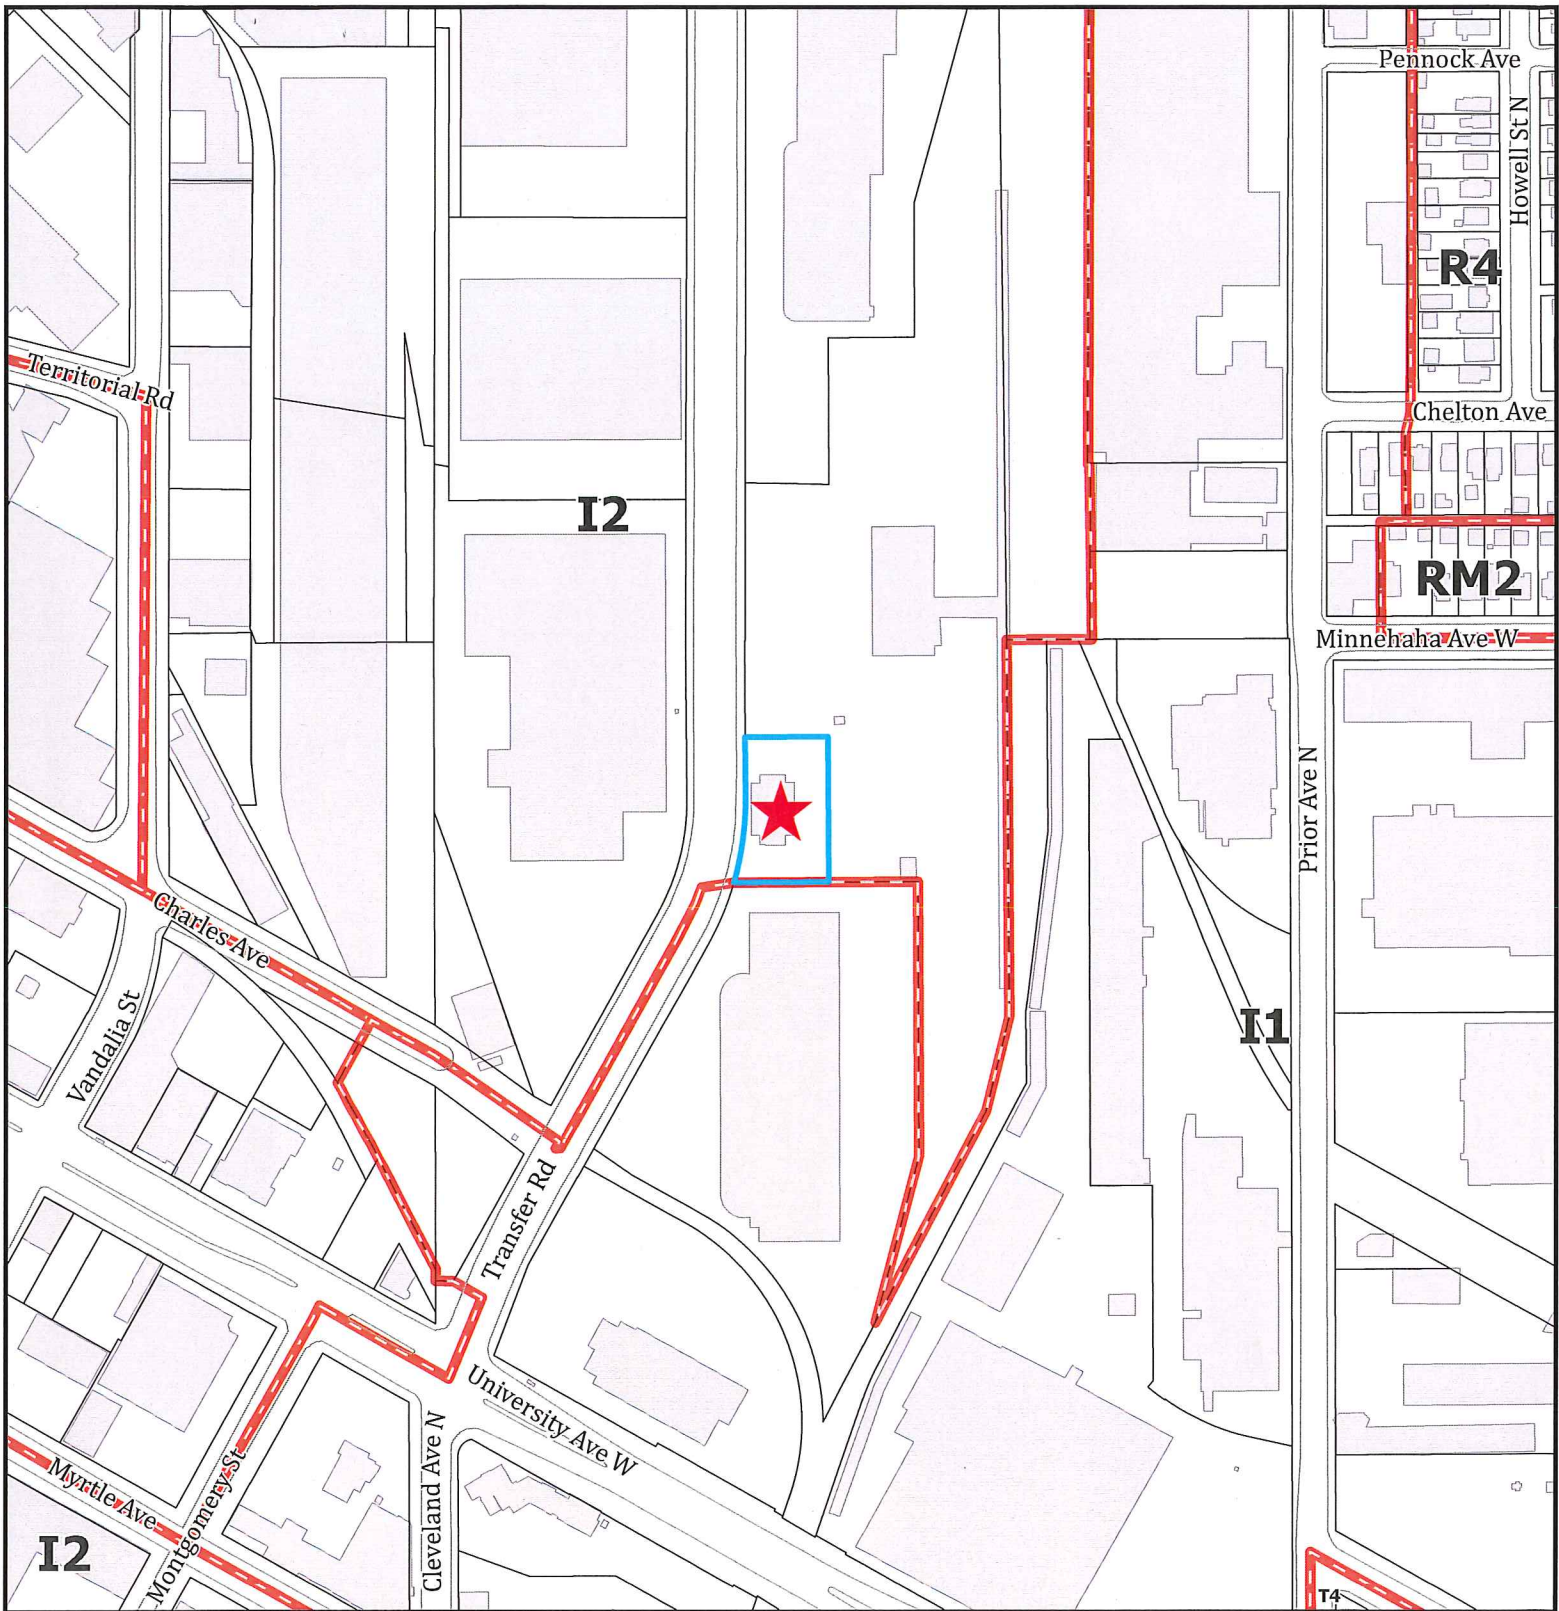 Pennock Ave
Howell St N
R4
Territorial Rd
Chelton Ave
I2
RM2
Minnehaha Ave W
Prior Ave N
Charles Ave
Vandalia St
I1
Transfer Rd
University Ave W
Cleveland Ave N
Myrtle Ave
Montgomery St
I2
T4